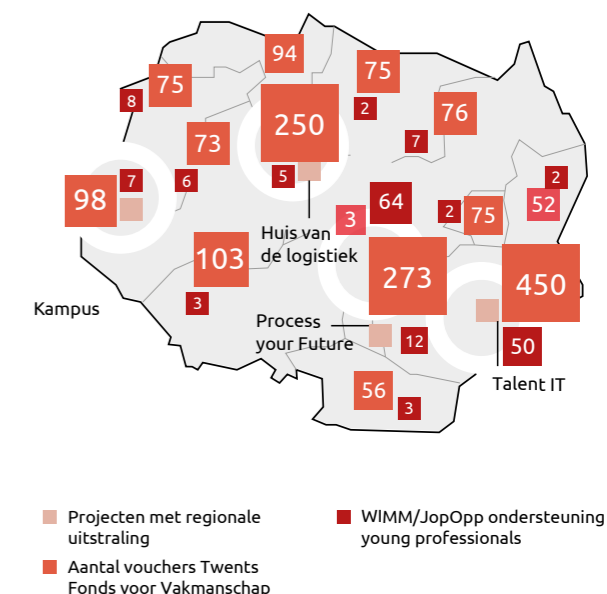 94
75
75
8
2
76
250
73
7
5
7
6
2
98
64
52
3
2
75
Huis van
de logistiek
103
273
450
Kampus
3
Process
your Future
12
50
Talent IT
56
3
Projecten met regionale
uitstraling
WIMM/JopOpp ondersteuning
young professionals
Aantal vouchers Twents
Fonds voor Vakmanschap